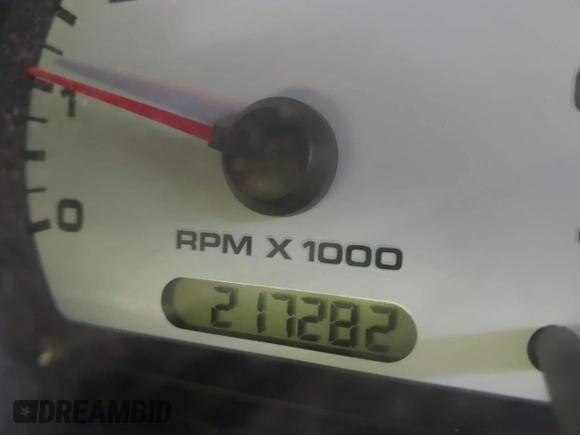 1
0
RPM X 1000
217282
DREAMBID